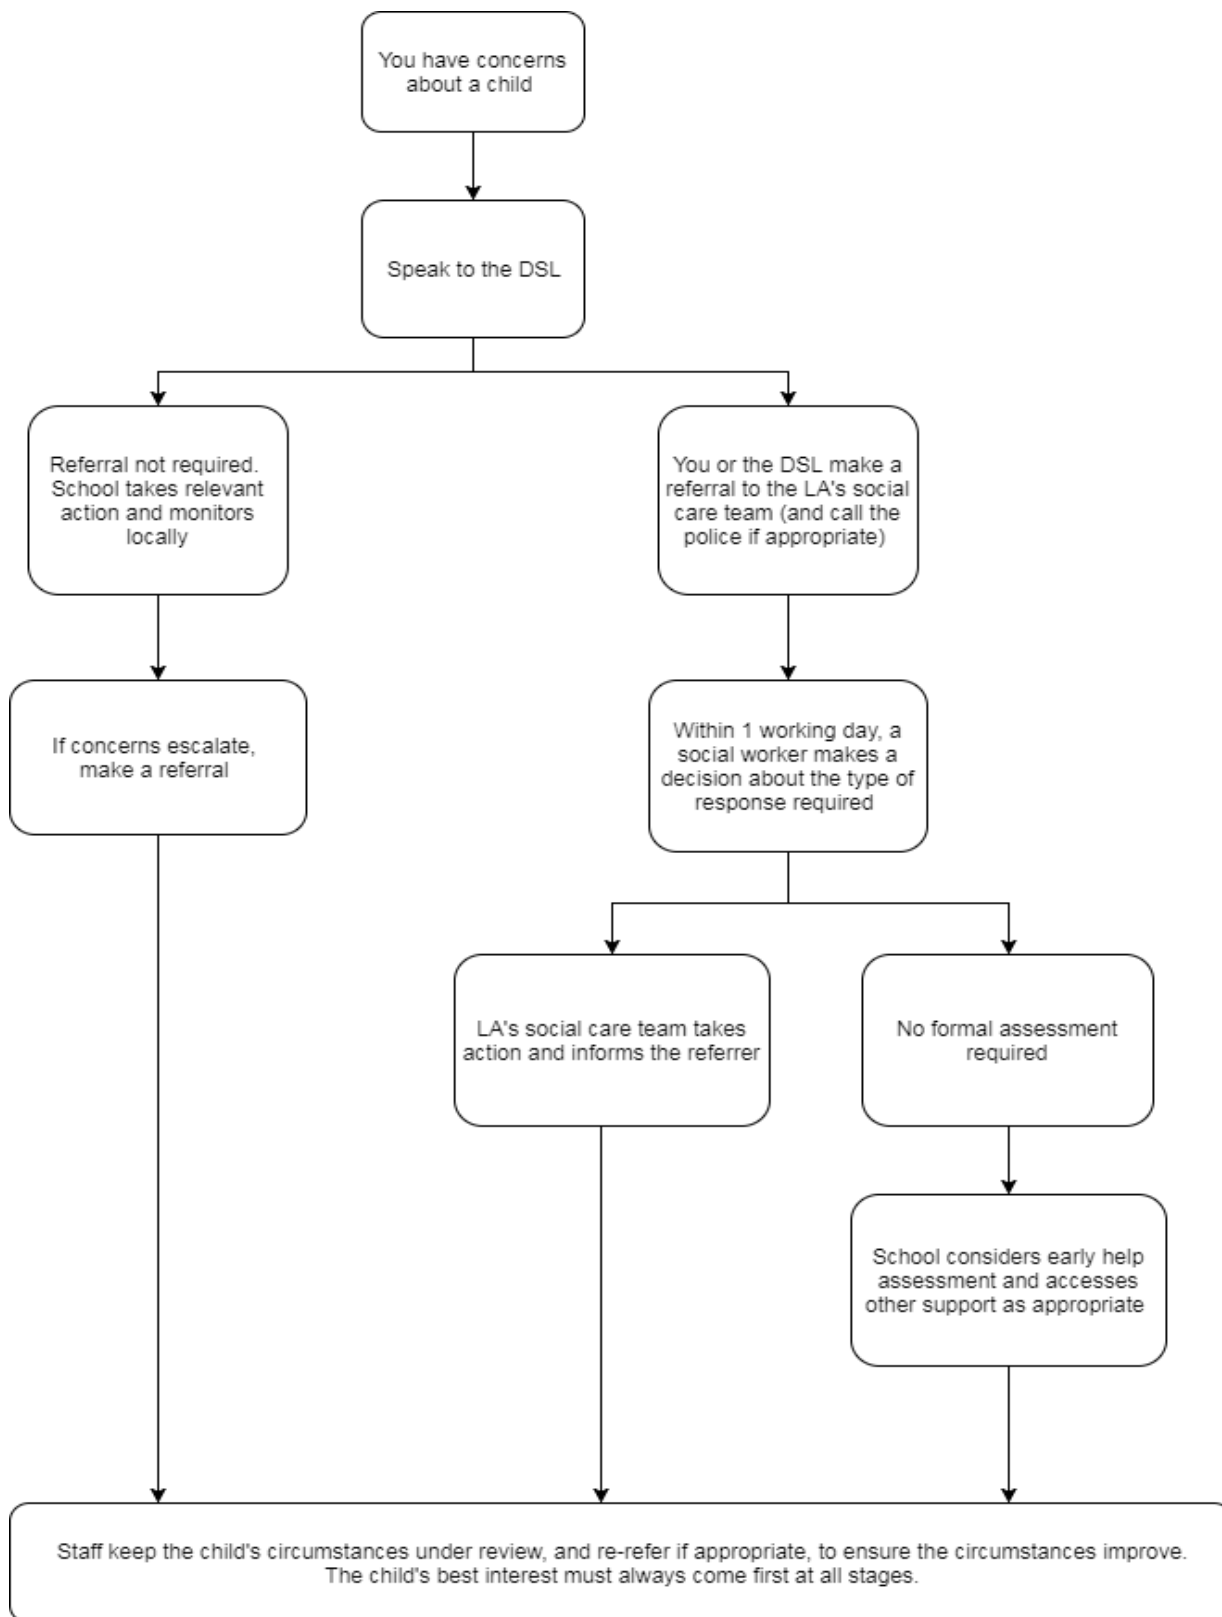 You have concerns
about a child
Speak to the DSL
Referral not required.
School takes relevant
action and monitors
locally
You or the DSL make a
referral to the LA's social
care team (and call the
police if appropriate)
If concerns escalate,
make a referral
Within 1 working day, a
social worker makes a
decision about the type of
response required
LA's social care team takes
action and informs the referrer
No formal assessment
required
School considers early help
assessment and accesses
other support as appropriate
Staff keep the child's circumstances under review, and re-refer if appropriate, to ensure the circumstances improve.
The child's best interest must always come first at all stages.